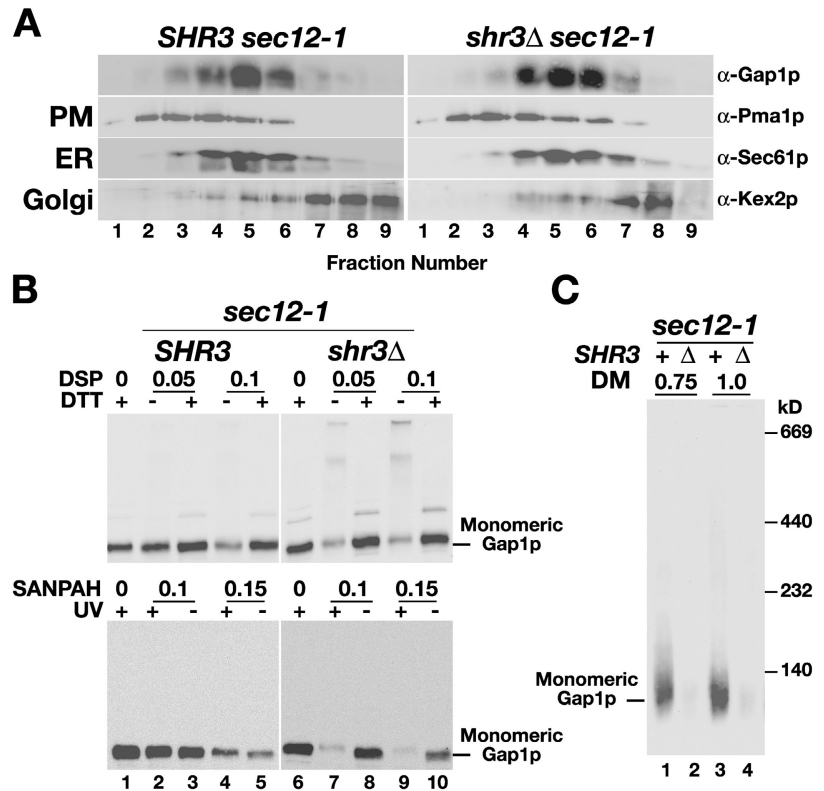 A
SHR3 sec12-1 shr3Δ sec12-1
α-Gap1p
PM α-Pma1p
ER α-Sec61p
Golgi α-Kex2p
1 2 3 4 5 6 7 8 9 1 2 3 4 5 6 7 8 9
Fraction Number
B
sec12-1
SHR3 shr3Δ
DSP 0 0.05 0.1 0 0.05 0.1
DTT + - + - + + - + - +
Monomeric
Gap1p
SANPAH 0 0.1 0.15 0 0.1 0.15
UV + + - + - + + - + -
Monomeric
Gap1p
1 2 3 4 5 6 7 8 9 10
C
sec12-1
SHR3 + Δ + Δ
DM 0.75 1.0
kD
669
440
232
140
Monomeric
Gap1p
1 2 3 4